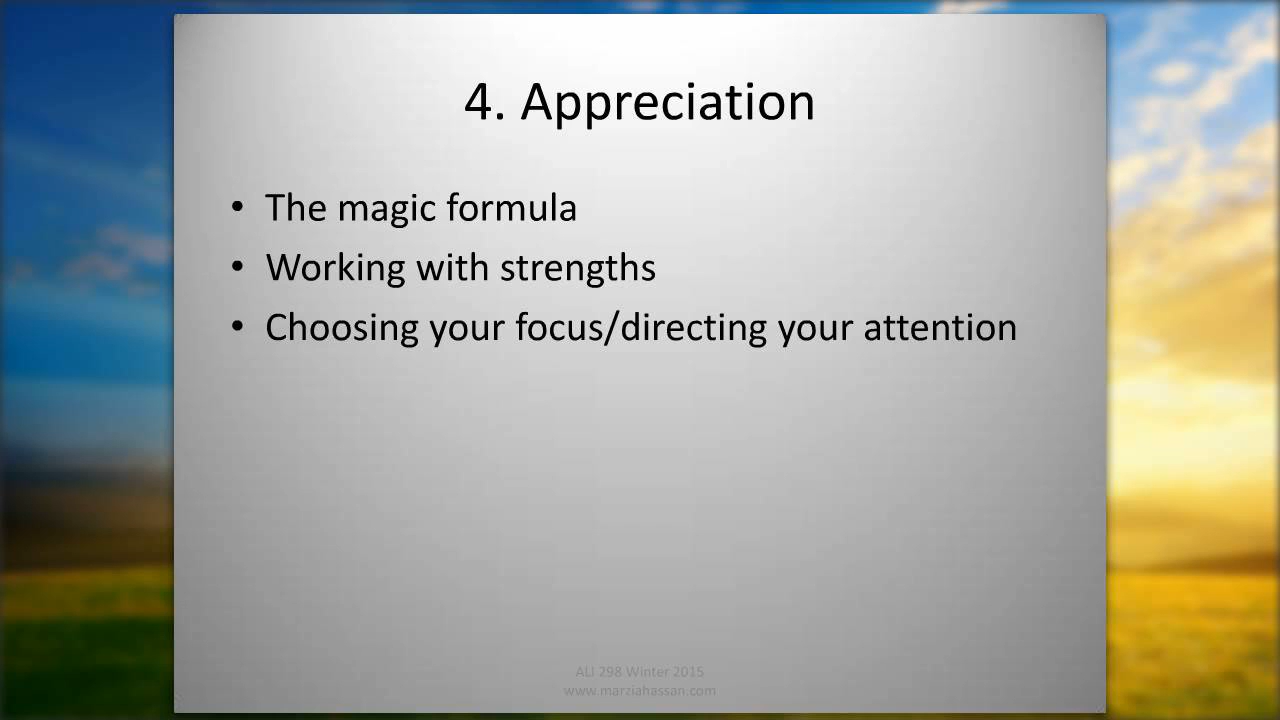 4. Appreciation
• The magic formula
• Working with strengths
• Choosing your focus/directing your attention
ALI 298 Winter 2015
www.marziahassan.com